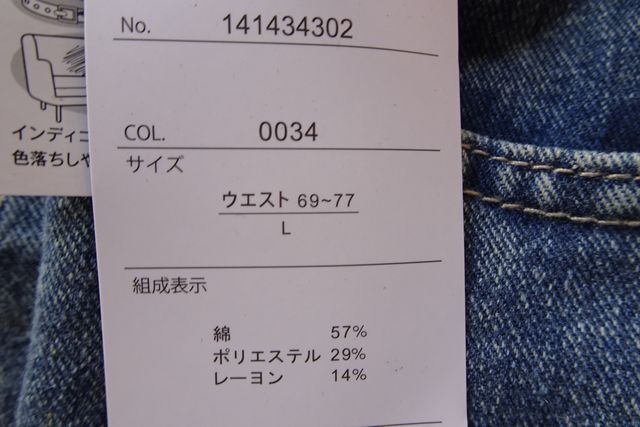 No. 141434302
COL. 0034
サイズ
ウエスト 69~77
L
組成表示
綿 57%
ポリエステル 29%
レーヨン 14%
インディゴ
色落ちしや